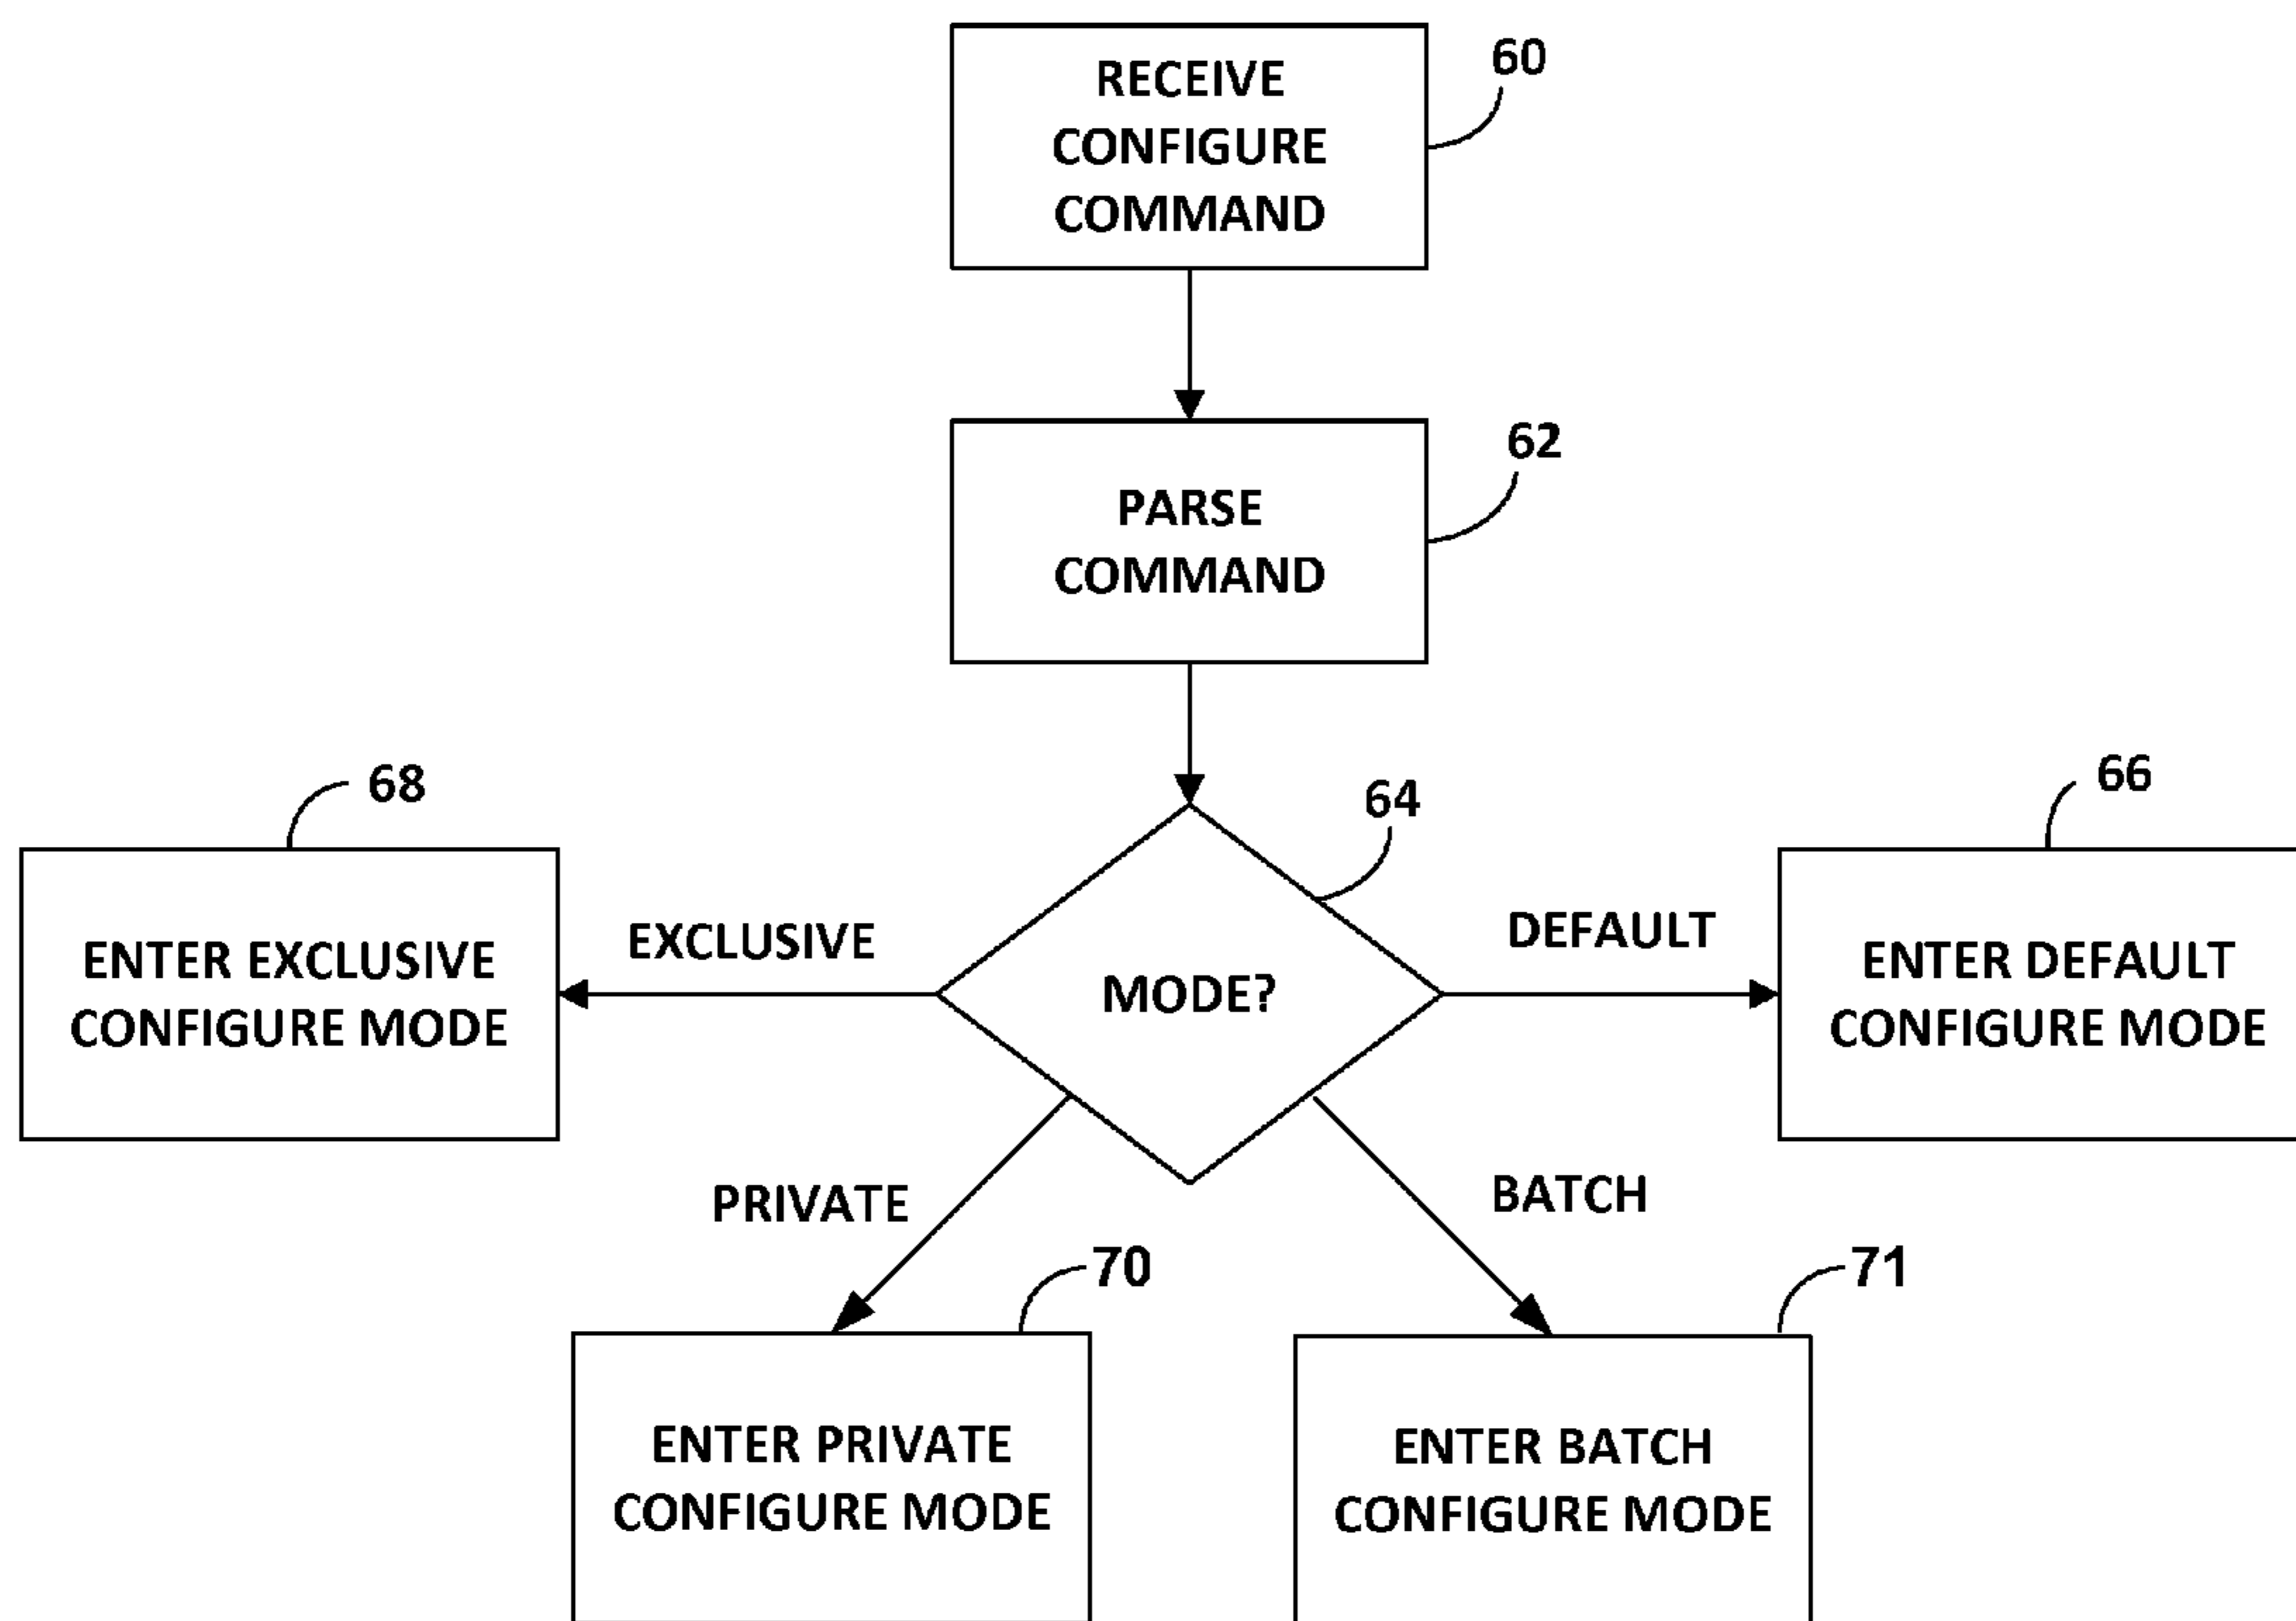 RECEIVE
CONFIGURE
COMMAND
60
PARSE
COMMAND
62
MODE?
64
EXCLUSIVE
68
ENTER EXCLUSIVE
CONFIGURE MODE
DEFAULT
66
ENTER DEFAULT
CONFIGURE MODE
PRIVATE
70
ENTER PRIVATE
CONFIGURE MODE
BATCH
71
ENTER BATCH
CONFIGURE MODE